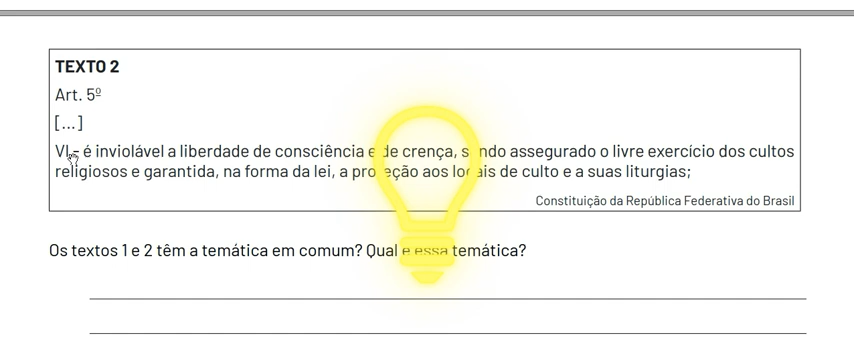 TEXTO 2
Art. 5º
[...]
VI - é inviolável a liberdade de consciência e de crença, sendo assegurado o livre exercício dos cultos
religiosos e garantida, na forma da lei, a proteção aos locais de culto e a suas liturgias;
Constituição da República Federativa do Brasil
Os textos 1 e 2 têm a temática em comum? Qual é essa temática?